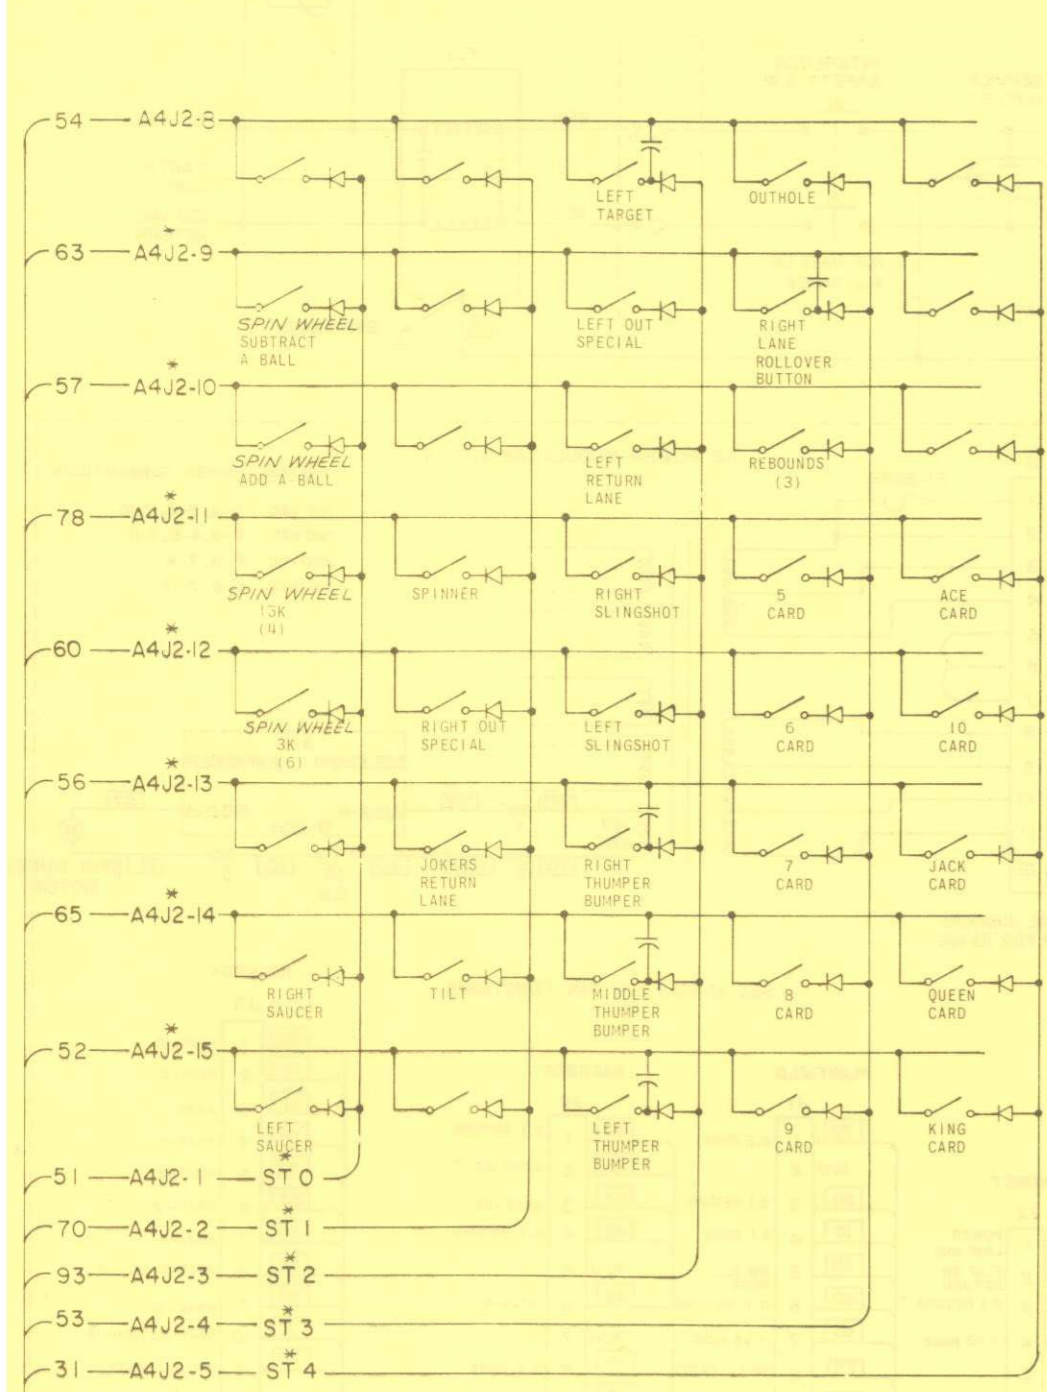 54 A4J2-8
LEFT
TARGET
OUTHOLE
*
63 A4J2-9
SPIN WHEEL
SUBTRACT
A BALL
LEFT OUT
SPECIAL
RIGHT
LANE
ROLLOVER
BUTTON
*
57 A4J2-10
SPIN WHEEL
ADD A BALL
LEFT
RETURN
LANE
REBOUNDS
(3)
*
78 A4J2-11
SPIN WHEEL
15K
(4)
SPINNER
RIGHT
SLINGSHOT
5
CARD
ACE
CARD
*
60 A4J2-12
SPIN WHEEL
3K
(6)
RIGHT OUT
SPECIAL
LEFT
SLINGSHOT
6
CARD
10
CARD
*
56 A4J2-13
JOKERS
RETURN
LANE
RIGHT
THUMPER
BUMPER
7
CARD
JACK
CARD
*
65 A4J2-14
RIGHT
SAUCER
TILT
MIDDLE
THUMPER
BUMPER
8
CARD
QUEEN
CARD
*
52 A4J2-15
LEFT
SAUCER
LEFT
THUMPER
BUMPER
9
CARD
KING
CARD
*
51 A4J2-1 ST 0
*
70 A4J2-2 ST 1
*
93 A4J2-3 ST 2
*
53 A4J2-4 ST 3
*
31 A4J2-5 ST 4